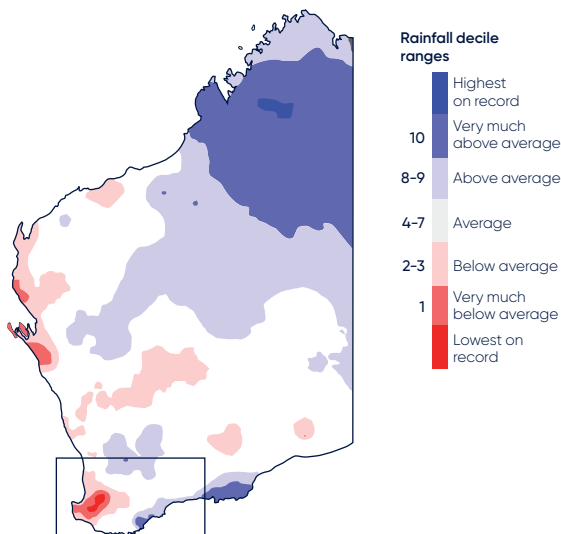 Rainfall decile
ranges
Highest
on record
10
Very much
above average
8-9
Above average
4-7
Average
2-3
Below average
1
Very much
below average
Lowest on
record